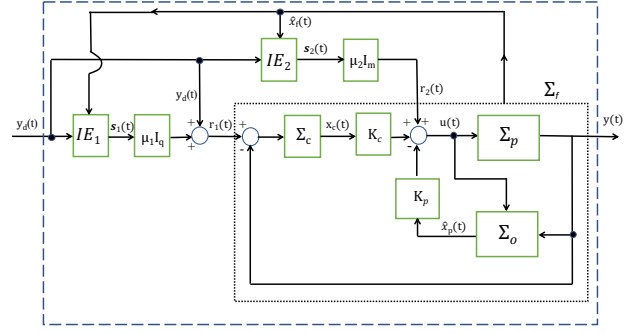 x̂_f(t)
IE_2
s_2(t)
μ_2I_m
r_2(t)
Σ_f
y_d(t)
y_d(t)
IE_1
s_1(t)
μ_1I_q
+
+
r_1(t)
+
-
Σ_c
x_c(t)
K_c
+
+
-
u(t)
Σ_p
y(t)
K_p
x̂_p(t)
Σ_o